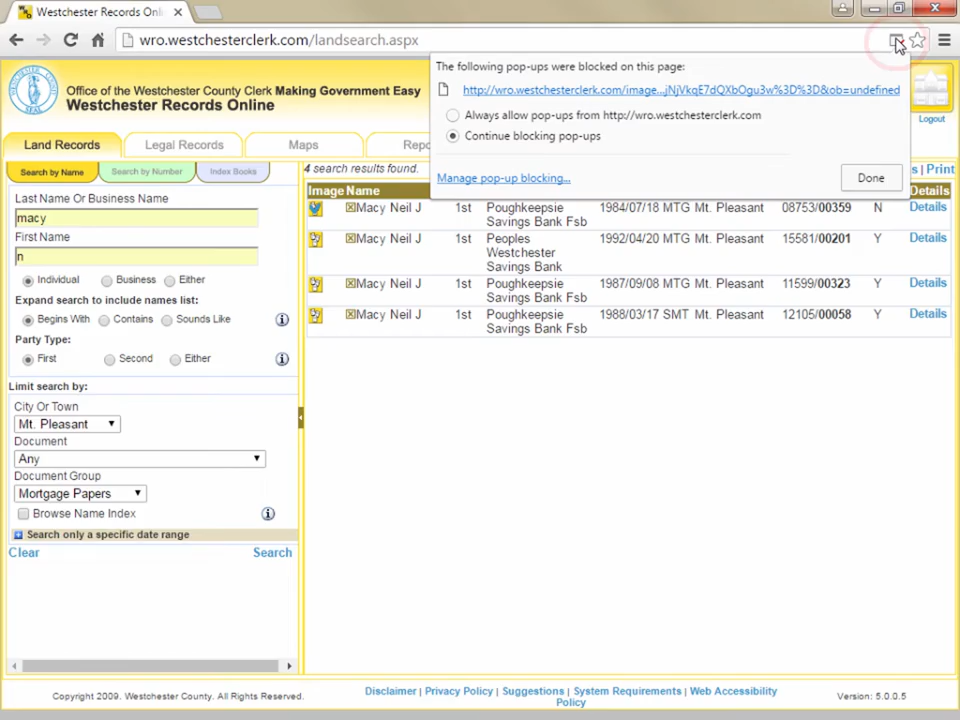 Westchester Records Onli
wro.westchesterclerk.com/landsearch.aspx
The following pop-ups were blocked on this page:
http://wro.westchesterclerk.com/image...jNjVkqE7dQXbOgu3w%3D%3D&ob=undefined
Always allow pop-ups from http://wro.westchesterclerk.com
Continue blocking pop-ups
Manage pop-up blocking...
Done
Office of the Westchester County Clerk Making Government Easy
Westchester Records Online
Logout
Land Records Legal Records Maps Repo
Search by Name Search by Number Index Books
4 search results found. s | Print
Image Name Details
Macy Neil J 1st Poughkeepsie 1984/07/18 MTG Mt. Pleasant 08753/00359 N Details
Savings Bank Fsb
Macy Neil J 1st Peoples 1992/04/20 MTG Mt. Pleasant 15581/00201 Y Details
Westchester
Savings Bank
Macy Neil J 1st Poughkeepsie 1987/09/08 MTG Mt. Pleasant 11599/00323 Y Details
Savings Bank Fsb
Macy Neil J 1st Poughkeepsie 1988/03/17 SMT Mt. Pleasant 12105/00058 Y Details
Savings Bank Fsb
Last Name Or Business Name
macy
First Name
n
Individual Business Either
Expand search to include names list:
Begins With Contains Sounds Like
Party Type:
First Second Either
Limit search by:
City Or Town
Mt. Pleasant
Document
Any
Document Group
Mortgage Papers
Browse Name Index
Search only a specific date range
Clear Search
Copyright 2009. Westchester County. All Rights Reserved.
Disclaimer | Privacy Policy | Suggestions | System Requirements | Web Accessibility
Policy
Version: 5.0.0.5